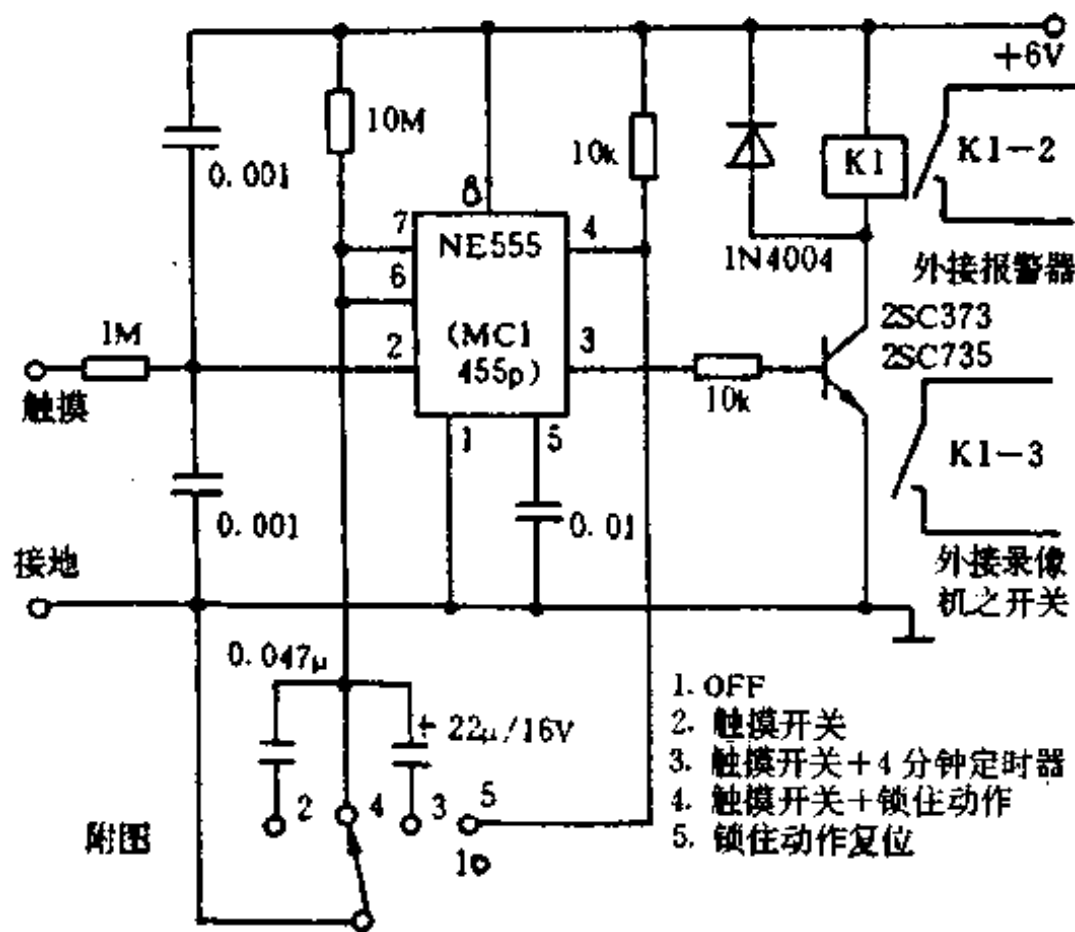 +6V
10M
10k
0.001
K1
K1-2
8
7
NE555
4
1N4004
外接报警器
6
2SC373
1M
2
(MC1
3
2SC735
455p)
触摸
10k
1
5
K1-3
0.001
0.01
接地
外接录像
机之开关
0.047μ
1. OFF
+ 22μ/16V
2. 触摸开关
3. 触摸开关+4分钟定时器
2
4
3
5
4. 触摸开关+锁住动作
附图
1
5. 锁住动作复位